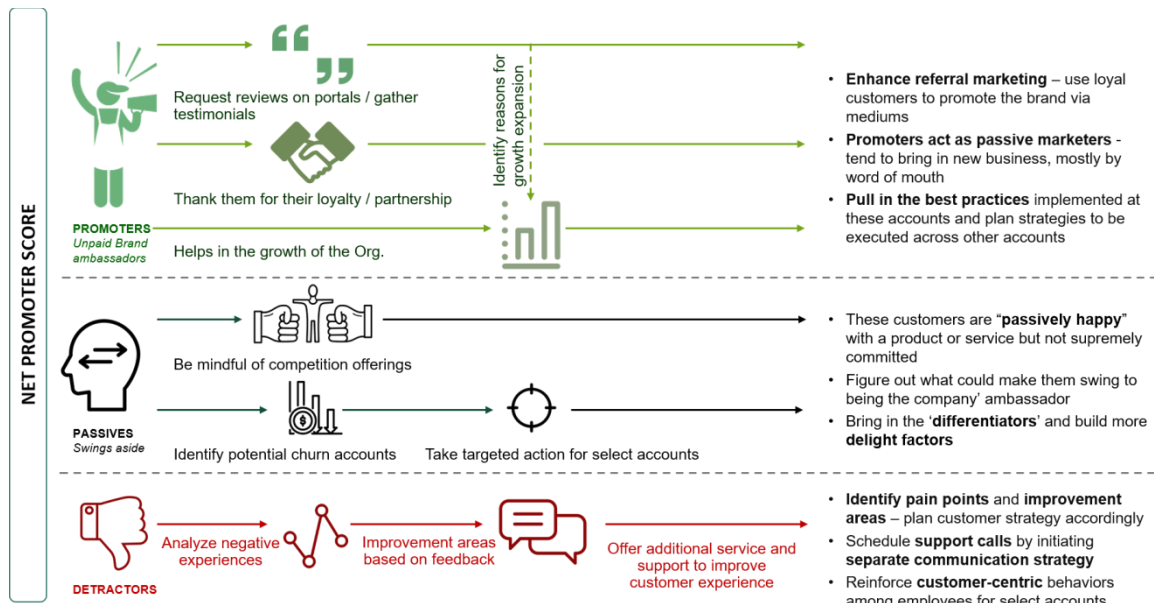 NET PROMOTER SCORE
Request reviews on portals / gather
testimonials
Thank them for their loyalty / partnership
PROMOTERS
Unpaid Brand
ambassadors
Helps in the growth of the Org.
Identify reasons for
growth expansion
• Enhance referral marketing – use loyal
customers to promote the brand via
mediums
• Promoters act as passive marketers -
tend to bring in new business, mostly by
word of mouth
• Pull in the best practices implemented at
these accounts and plan strategies to be
executed across other accounts
Be mindful of competition offerings
PASSIVES
Swings aside
Identify potential churn accounts
Take targeted action for select accounts
• These customers are “passively happy”
with a product or service but not supremely
committed
• Figure out what could make them swing to
being the company’ ambassador
• Bring in the ‘differentiators’ and build more
delight factors
DETRACTORS
Analyze negative
experiences
Improvement areas
based on feedback
Offer additional service and
support to improve
customer experience
• Identify pain points and improvement
areas – plan customer strategy accordingly
• Schedule support calls by initiating
separate communication strategy
• Reinforce customer-centric behaviors
among employees for select accounts